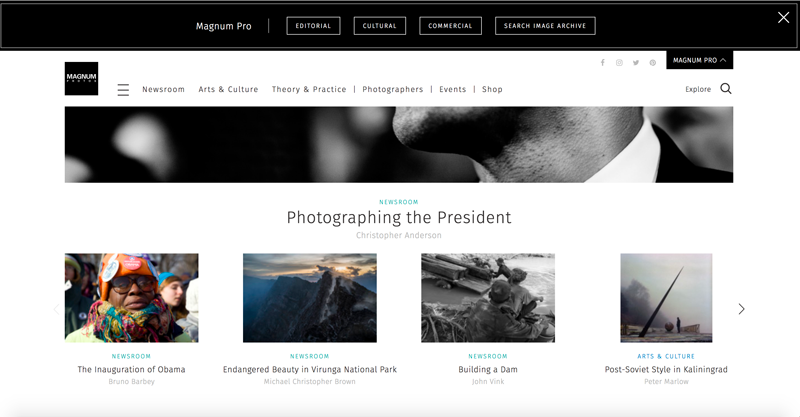 Magnum Pro
EDITORIAL
CULTURAL
COMMERCIAL
SEARCH IMAGE ARCHIVE
MAGNUM PRO
MAGNUM
PHOTOS
Newsroom
Arts & Culture
Theory & Practice
Photographers
Events
Shop
Explore
NEWSROOM
Photographing the President
Christopher Anderson
NEWSROOM
The Inauguration of Obama
Bruno Barbey
NEWSROOM
Endangered Beauty in Virunga National Park
Michael Christopher Brown
NEWSROOM
Building a Dam
John Vink
ARTS & CULTURE
Post-Soviet Style in Kaliningrad
Peter Marlow